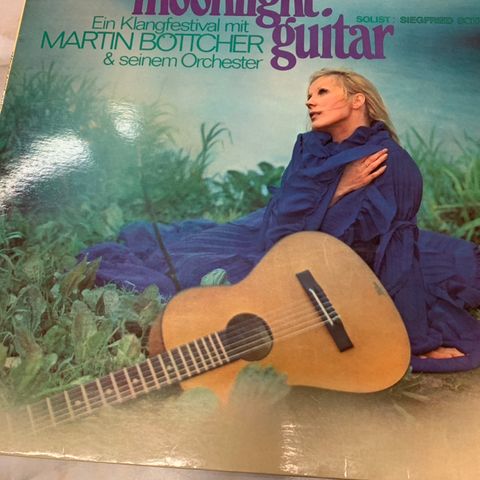 moonlight
guitar
Ein Klangfestival mit
MARTIN BÖTTCHER
& seinem Orchester
SOLIST: SIEGFRIED